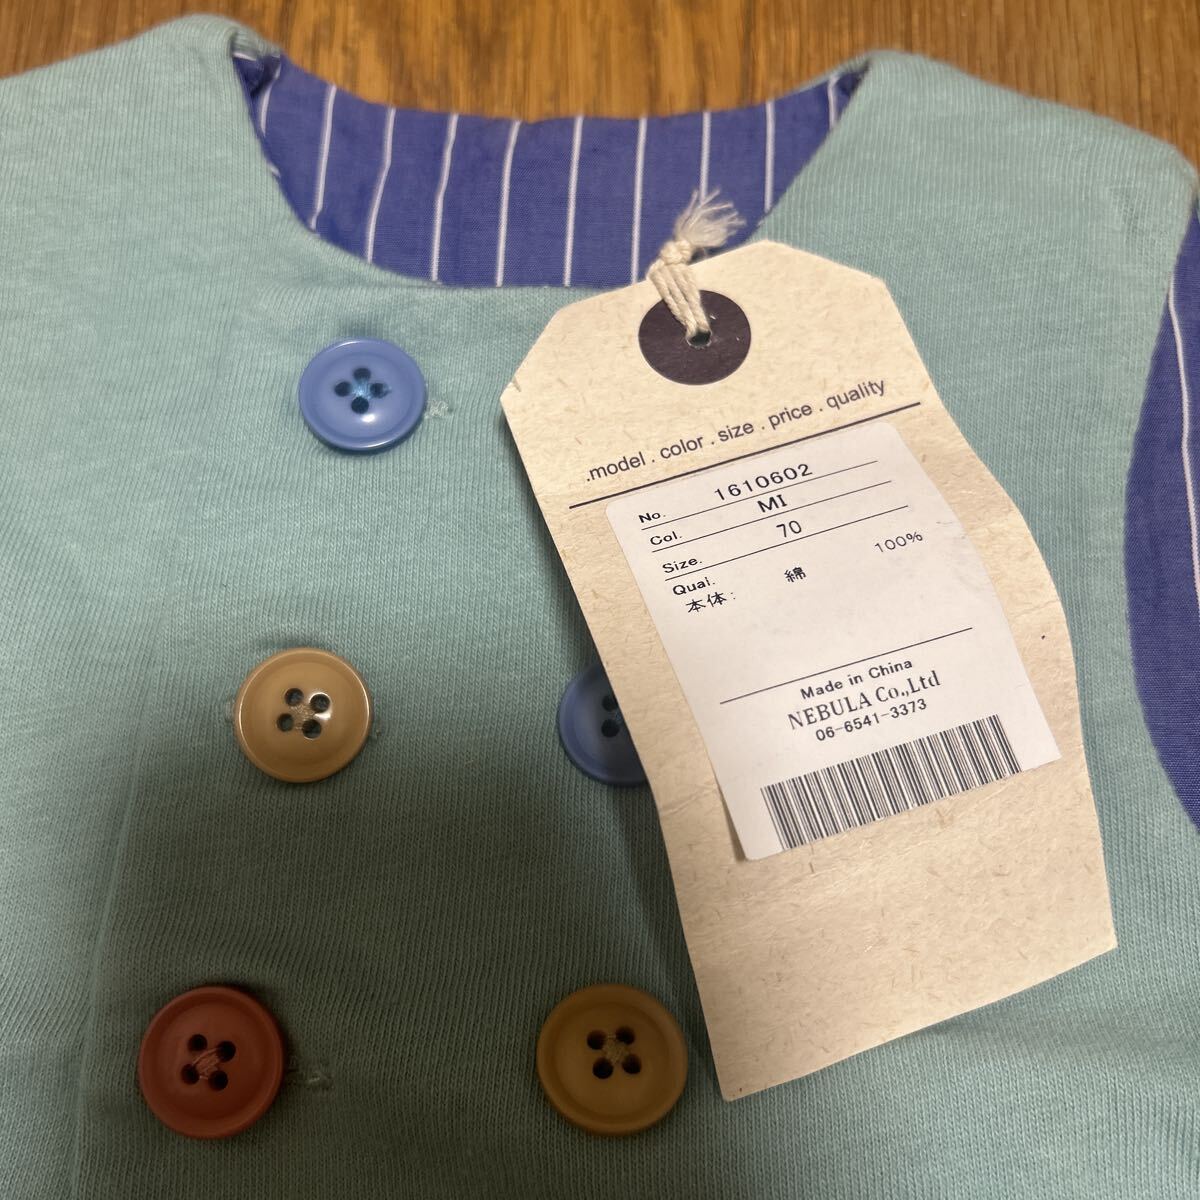 .model . color . size . price . quality
No. 1610602
Col. MI
Size. 70
Quai.
本体: 綿 100%
Made in China
NEBULA Co.,Ltd
06-6541-3373